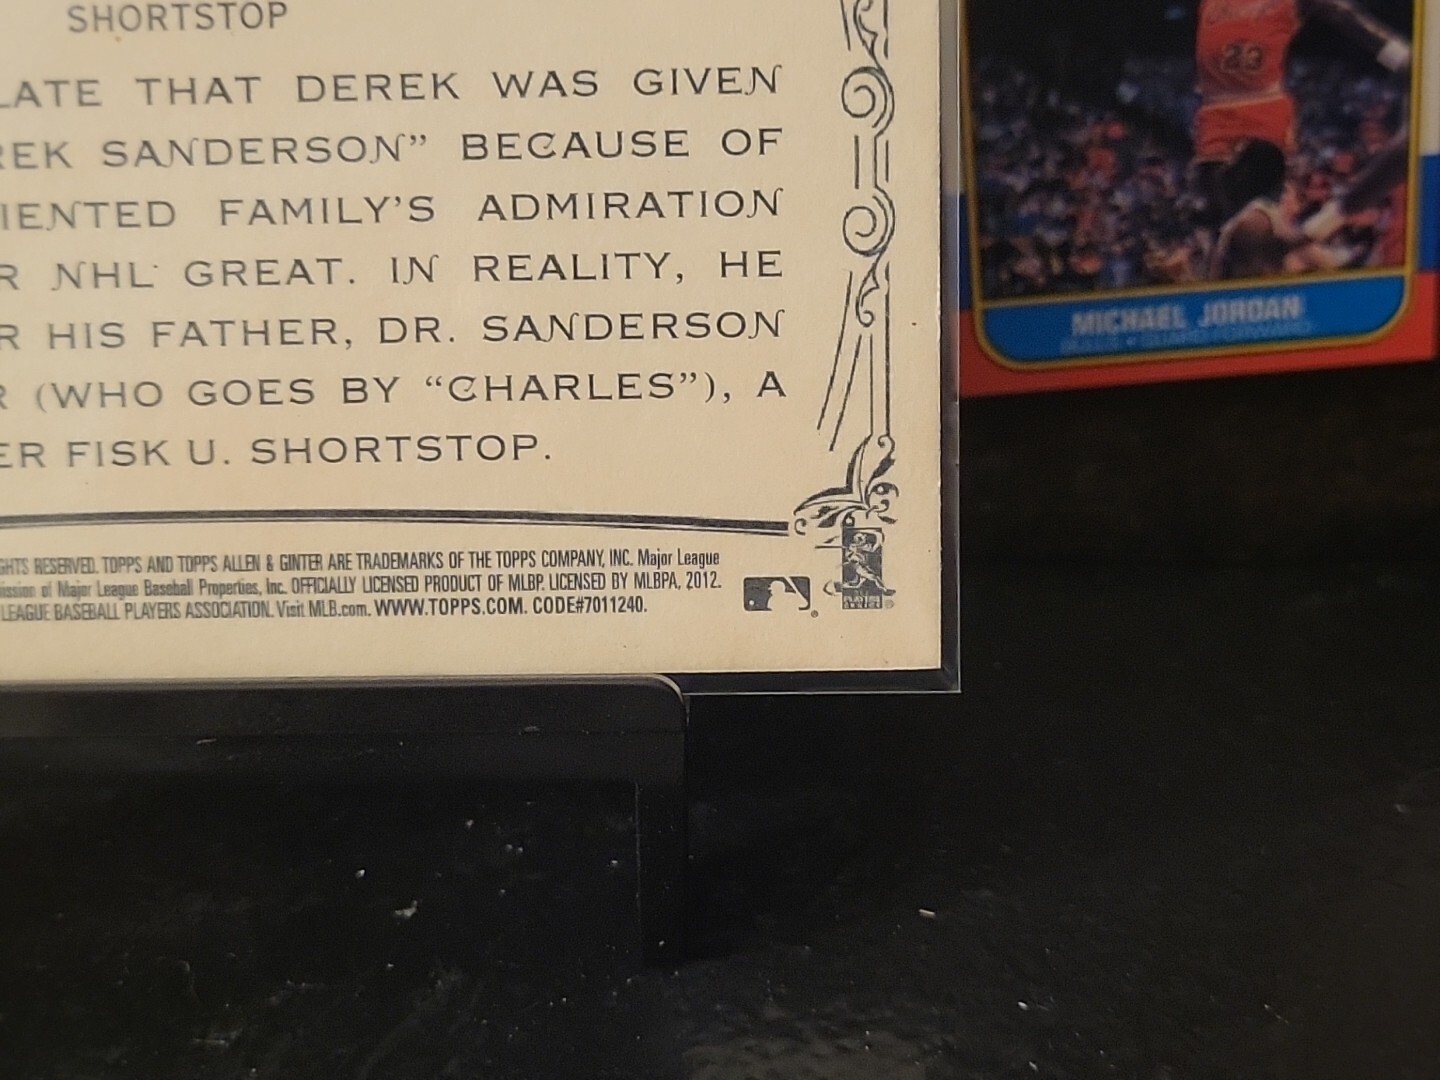 SHORTSTOP
LATE THAT DEREK WAS GIVEN
REK SANDERSON” BECAUSE OF
IENTED FAMILY’S ADMIRATION
R NHL GREAT. IN REALITY, HE
R HIS FATHER, DR. SANDERSON
R (WHO GOES BY “CHARLES”), A
ER FISK U. SHORTSTOP.
GHTS RESERVED. TOPPS AND TOPPS ALLEN & GINTER ARE TRADEMARKS OF THE TOPPS COMPANY, INC. Major League
ission of Major League Baseball Properties, Inc. OFFICIALLY LICENSED PRODUCT OF MLBP. LICENSED BY MLBPA, 2012.
LEAGUE BASEBALL PLAYERS ASSOCIATION. Visit MLB.com. WWW.TOPPS.COM. CODE#7011240.
23
MICHAEL JORDAN
BULLS • GUARD-FORWARD